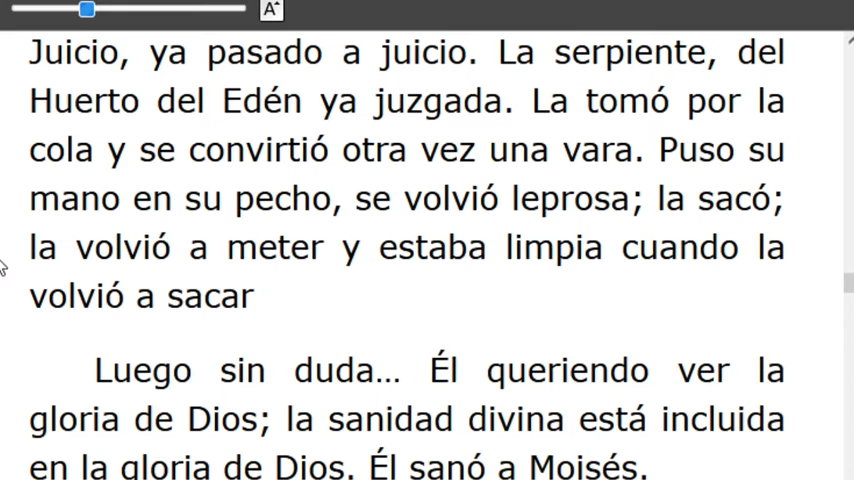 A
Juicio, ya pasado a juicio. La serpiente, del
Huerto del Edén ya juzgada. La tomó por la
cola y se convirtió otra vez una vara. Puso su
mano en su pecho, se volvió leprosa; la sacó;
la volvió a meter y estaba limpia cuando la
volvió a sacar
Luego sin duda... Él queriendo ver la
gloria de Dios; la sanidad divina está incluida
en la gloria de Dios. Él sanó a Moisés.